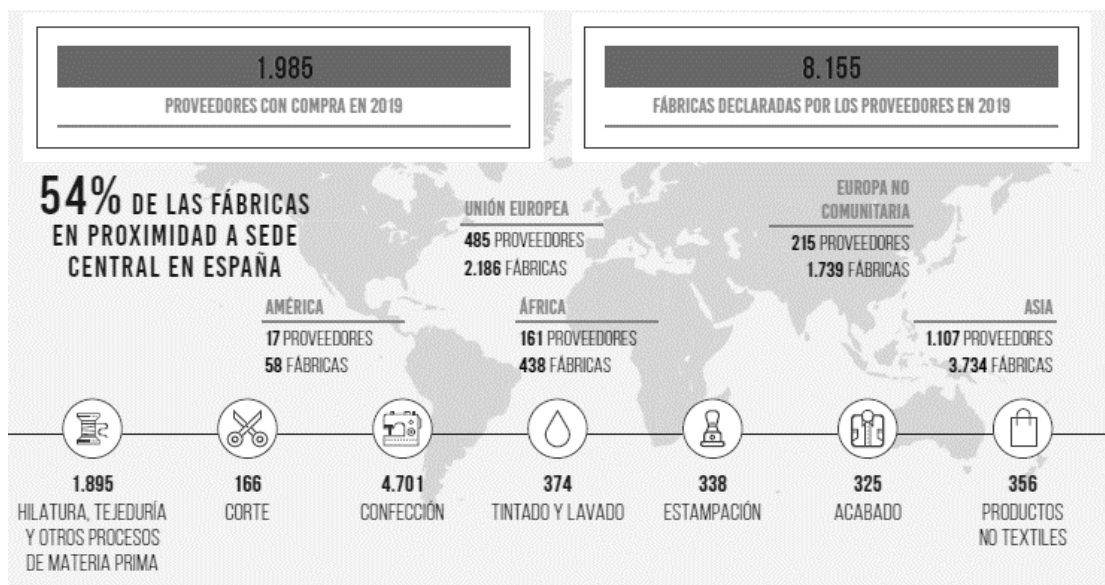 1.985
PROVEEDORES CON COMPRA EN 2019
8.155
FÁBRICAS DECLARADAS POR LOS PROVEEDORES EN 2019
54% DE LAS FÁBRICAS
EN PROXIMIDAD A SEDE
CENTRAL EN ESPAÑA
UNIÓN EUROPEA
485 PROVEEDORES
2.186 FÁBRICAS
EUROPA NO
COMUNITARIA
215 PROVEEDORES
1.739 FÁBRICAS
AMÉRICA
17 PROVEEDORES
58 FÁBRICAS
ÁFRICA
161 PROVEEDORES
438 FÁBRICAS
ASIA
1.107 PROVEEDORES
3.734 FÁBRICAS
1.895
HILATURA, TEJEDURÍA
Y OTROS PROCESOS
DE MATERIA PRIMA
166
CORTE
4.701
CONFECCIÓN
374
TINTADO Y LAVADO
338
ESTAMPACIÓN
325
ACABADO
356
PRODUCTOS
NO TEXTILES